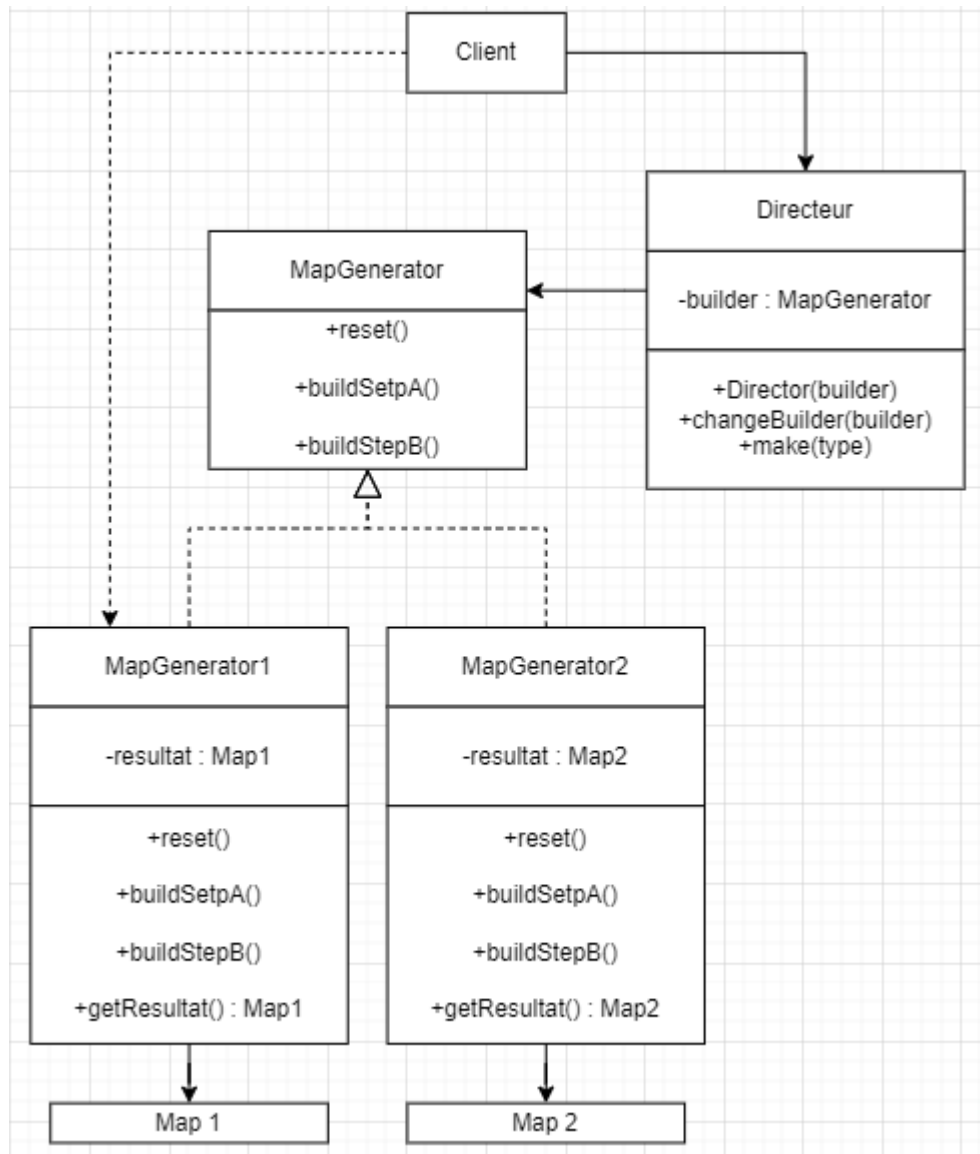 Client
Directeur
-builder : MapGenerator
+Director(builder)
+changeBuilder(builder)
+make(type)
MapGenerator
+reset()
+buildSetpA()
+buildStepB()
MapGenerator1
-resultat : Map1
+reset()
+buildSetpA()
+buildStepB()
+getResultat() : Map1
Map 1
MapGenerator2
-resultat : Map2
+reset()
+buildSetpA()
+buildStepB()
+getResultat() : Map2
Map 2